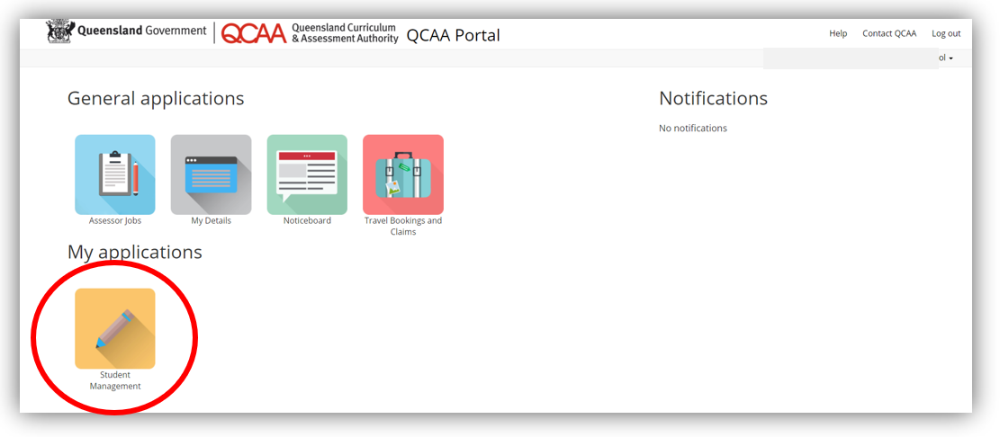 Queensland Government
QCAA
Queensland Curriculum
& Assessment Authority
QCAA Portal
Help
Contact QCAA
Log out
ol
General applications
Notifications
No notifications
Assessor Jobs
My Details
Noticeboard
Travel Bookings and
Claims
My applications
Student
Management